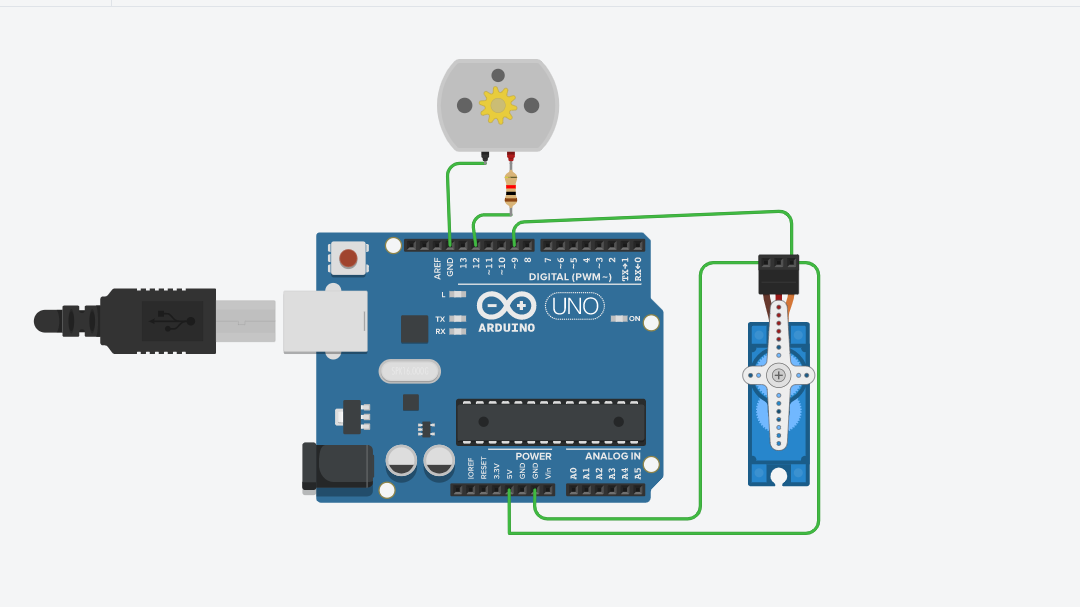 AREF
GND
13
12
~11
~10
~9
8
7
~6
~5
4
~3
2
TX→1
RX←0
DIGITAL (PWM~)
L
TX
RX
ARDUINO
UNO
ON
POWER
ANALOG IN
IOREF
RESET
3.3V
5V
GND
GND
Vin
A0
A1
A2
A3
A4
A5